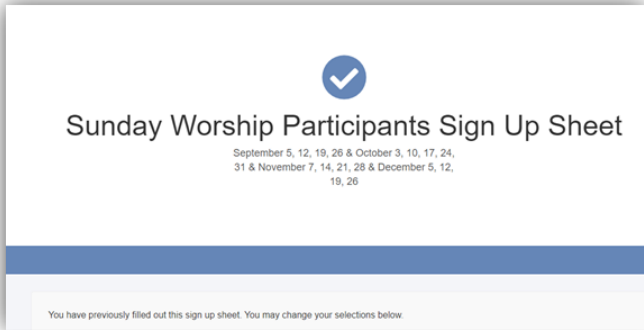 Sunday Worship Participants Sign Up Sheet
September 5, 12, 19, 26 & October 3, 10, 17, 24,
31 & November 7, 14, 21, 28 & December 5, 12,
19, 26
You have previously filled out this sign up sheet. You may change your selections below.